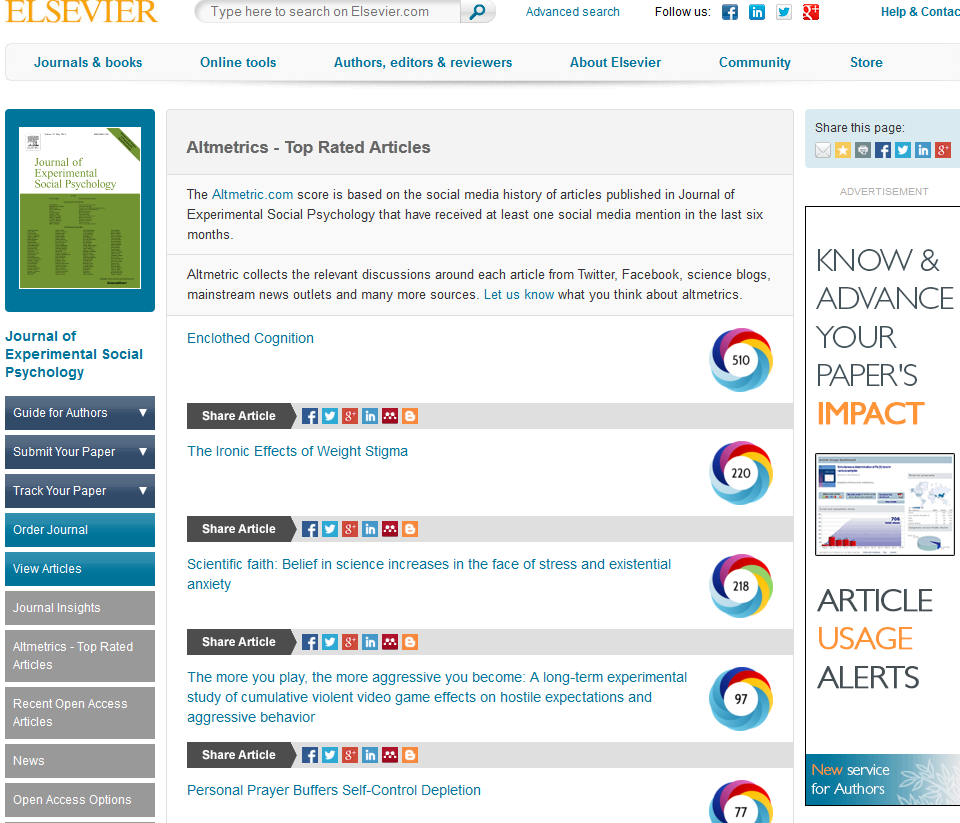 ELSEVIER
Type here to search on Elsevier.com
Advanced search
Follow us:
Help & Contac
Journals & books
Online tools
Authors, editors & reviewers
About Elsevier
Community
Store
Journal of
Experimental
Social Psychology
Journal of
Experimental Social
Psychology
Guide for Authors
Submit Your Paper
Track Your Paper
Order Journal
View Articles
Journal Insights
Altmetrics - Top Rated
Articles
Recent Open Access
Articles
News
Open Access Options
Altmetrics - Top Rated Articles
The Altmetric.com score is based on the social media history of articles published in Journal of
Experimental Social Psychology that have received at least one social media mention in the last six
months.
Altmetric collects the relevant discussions around each article from Twitter, Facebook, science blogs,
mainstream news outlets and many more sources. Let us know what you think about altmetrics.
Enclothed Cognition
510
Share Article
The Ironic Effects of Weight Stigma
220
Share Article
Scientific faith: Belief in science increases in the face of stress and existential
anxiety
218
Share Article
The more you play, the more aggressive you become: A long-term experimental
study of cumulative violent video game effects on hostile expectations and
aggressive behavior
97
Share Article
Personal Prayer Buffers Self-Control Depletion
77
Share this page:
ADVERTISEMENT
KNOW &
ADVANCE
YOUR
PAPER'S
IMPACT
ARTICLE
USAGE
ALERTS
New service
for Authors